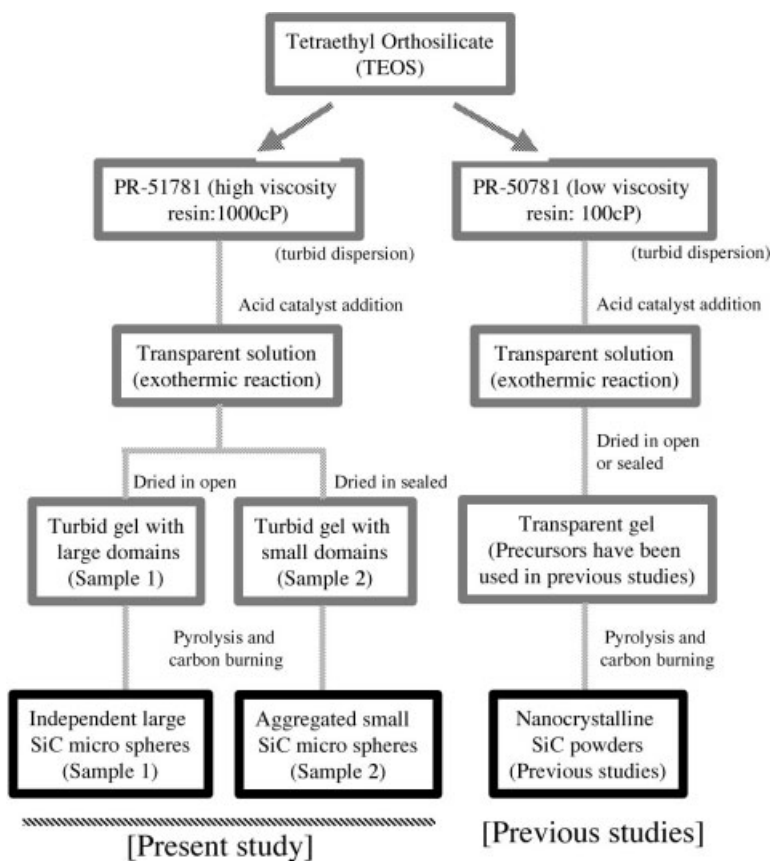 Tetraethyl Orthosilicate
(TEOS)
PR-51781 (high viscosity
resin:1000cP)
(turbid dispersion)
Acid catalyst addition
Transparent solution
(exothermic reaction)
Dried in open
Dried in sealed
Turbid gel with
large domains
(Sample 1)
Turbid gel with
small domains
(Sample 2)
Pyrolysis and
carbon burning
Independent large
SiC micro spheres
(Sample 1)
Aggregated small
SiC micro spheres
(Sample 2)
[Present study]
PR-50781 (low viscosity
resin: 100cP)
(turbid dispersion)
Acid catalyst addition
Transparent solution
(exothermic reaction)
Dried in open
or sealed
Transparent gel
(Precursors have been
used in previous studies)
Pyrolysis and
carbon burning
Nanocrystalline
SiC powders
(Previous studies)
[Previous studies]